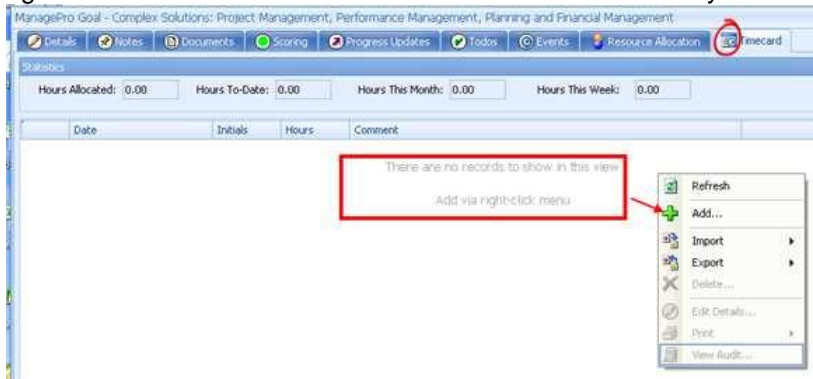 ManagePro Goal - Complex Solutions: Project Management, Performance Management, Planning and Financial Management
Details Notes Documents Scoring Progress Updates Todos Events Resource Allocation Timecard
Statistics
Hours Allocated: 0.00 Hours To-Date: 0.00 Hours This Month: 0.00 Hours This Week: 0.00
Date Initials Hours Comment
There are no records to show in this view
Add via right-click menu
Refresh
Add...
Import
Export
Delete...
Edit Details...
Print
View Audit...